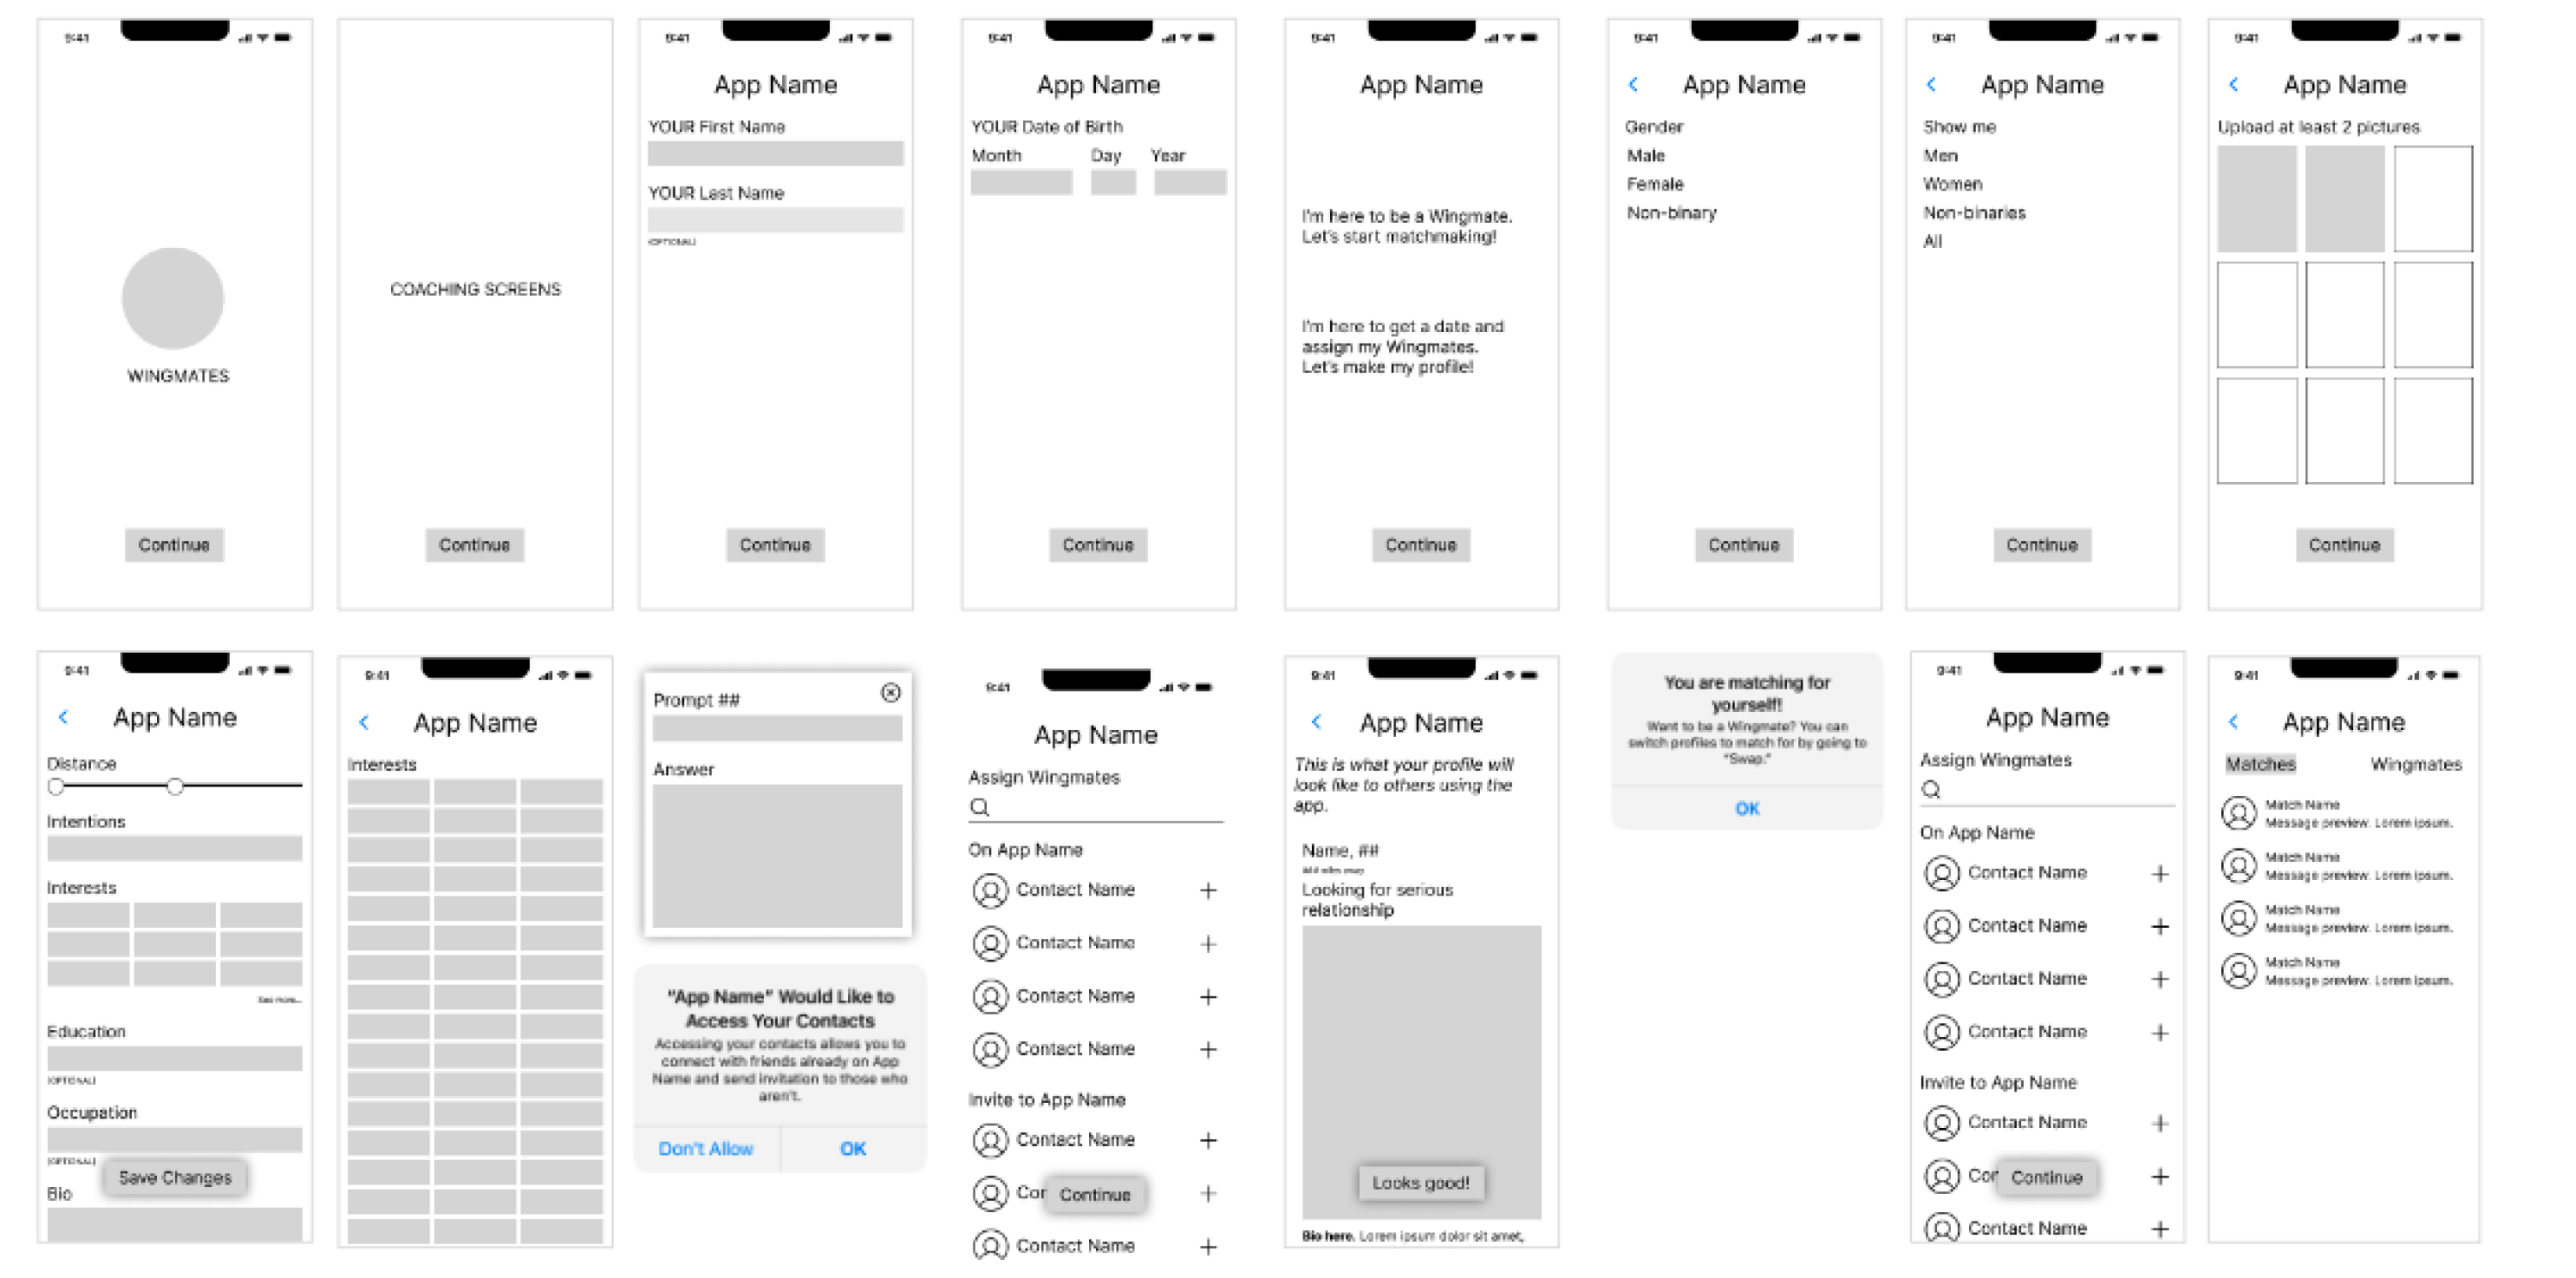 9:41
WINGMATES
Continue
COACHING SCREENS
Continue
9:41
App Name
YOUR First Name
YOUR Last Name
(OPTIONAL)
Continue
9:41
App Name
YOUR Date of Birth
Month Day Year
Continue
9:41
App Name
I'm here to be a Wingmate.
Let's start matchmaking!
I'm here to get a date and
assign my Wingmates.
Let's make my profile!
Continue
9:41
App Name
Gender
Male
Female
Non-binary
Continue
9:41
App Name
Show me
Men
Women
Non-binaries
All
Continue
9:41
App Name
Upload at least 2 pictures
Continue
9:41
App Name
Distance
Intentions
Interests
See more...
Education
(OPTIONAL)
Occupation
(OPTIONAL)
Save Changes
Bio
9:41
App Name
Interests
Prompt ##
Answer
"App Name" Would Like to
Access Your Contacts
Accessing your contacts allows you to
connect with friends already on App
Name and send invitation to those who
aren't.
Don't Allow OK
9:41
App Name
Assign Wingmates
On App Name
Contact Name
Contact Name
Contact Name
Contact Name
Invite to App Name
Contact Name
Cor Continue
Contact Name
9:41
App Name
This is what your profile will
look like to others using the
app.
Name, ##
## miles away
Looking for serious
relationship
Looks good!
Bio here. Lorem ipsum dolor sit amet,
You are matching for
yourself!
Want to be a Wingmate? You can
switch profiles to match for by going to
"Swap."
OK
9:41
App Name
Assign Wingmates
On App Name
Contact Name
Contact Name
Contact Name
Contact Name
Invite to App Name
Contact Name
Cor Continue
Contact Name
9:41
App Name
Matches Wingmates
Match Name
Message preview. Lorem ipsum.
Match Name
Message preview. Lorem ipsum.
Match Name
Message preview. Lorem ipsum.
Match Name
Message preview. Lorem ipsum.